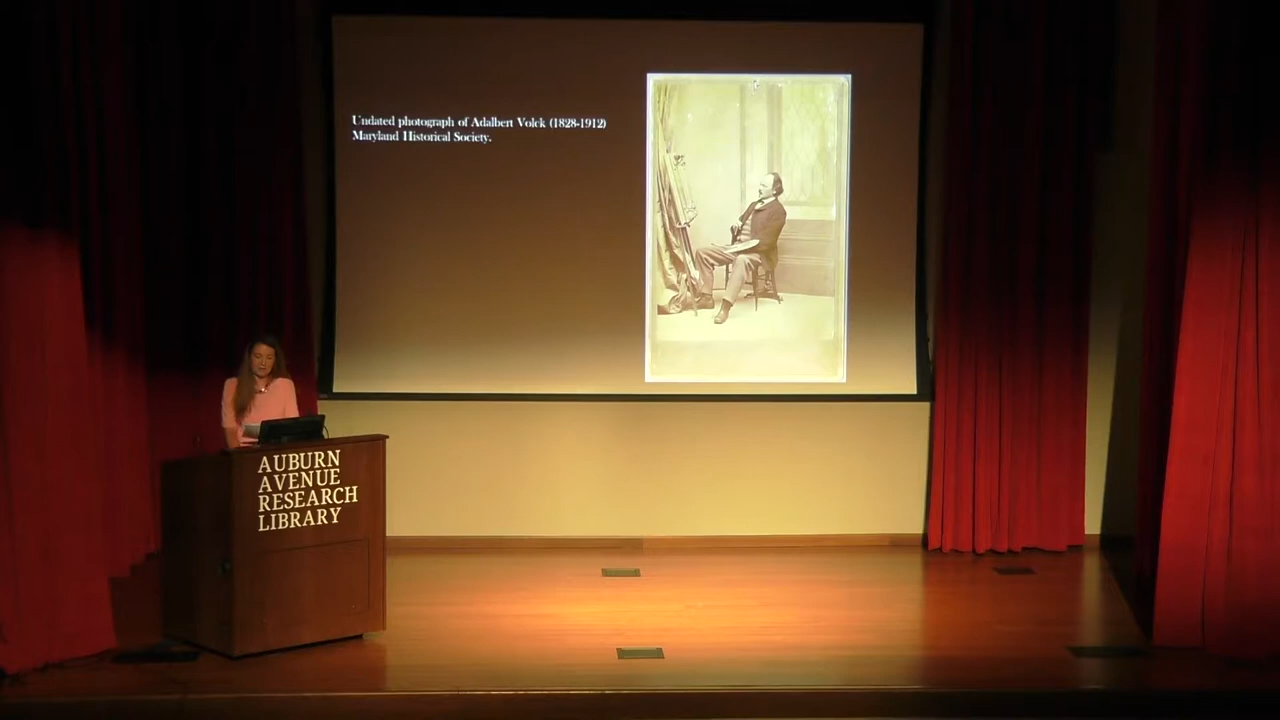 Undated photograph of Adalbert Volck (1828-1912)
Maryland Historical Society.
AUBURN
AVENUE
RESEARCH
LIBRARY